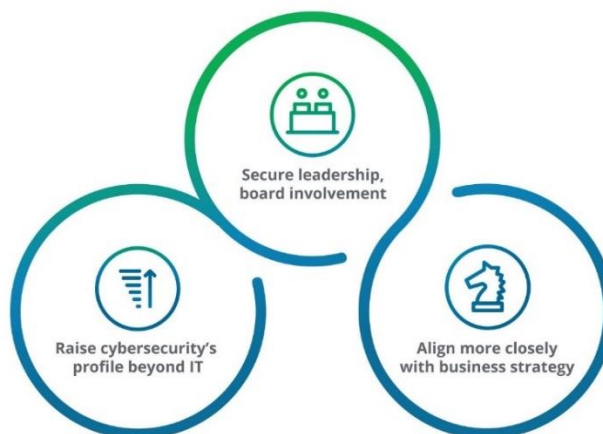 Secure leadership,
board involvement
Raise cybersecurity’s
profile beyond IT
Align more closely
with business strategy